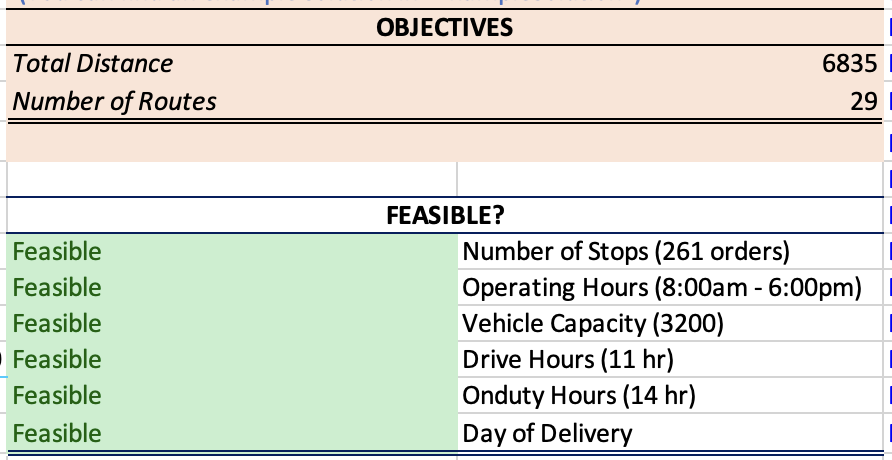 OBJECTIVES
Total Distance 6835
Number of Routes 29
FEASIBLE?
Feasible Number of Stops (261 orders)
Feasible Operating Hours (8:00am - 6:00pm)
Feasible Vehicle Capacity (3200)
Feasible Drive Hours (11 hr)
Feasible Onduty Hours (14 hr)
Feasible Day of Delivery